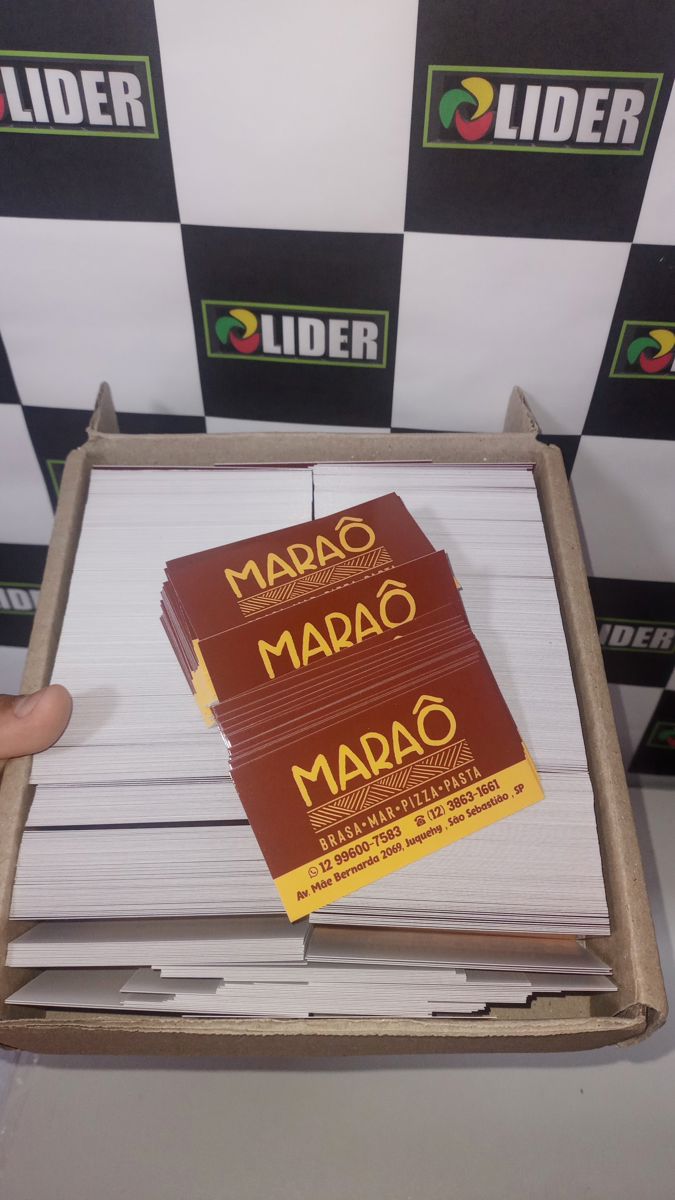 LIDER
LIDER
LIDER
LIDER
MARAÔ
MARAÔ
MARAÔ
BRASA•MAR•PIZZA•PASTA
12 99600-7583 (12) 3863-1661
Av. Mãe Bernarda 2069, Juquehy , São Sebastião , SP